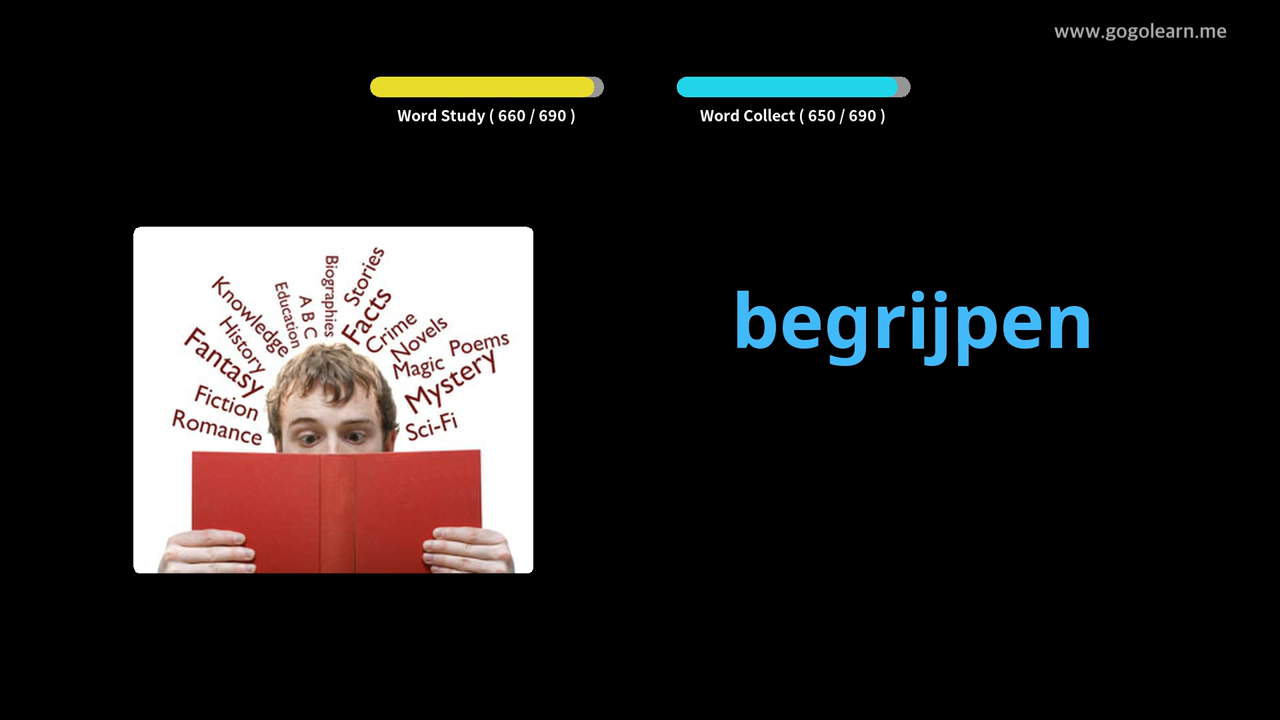 www.gogolearn.me
Word Study ( 660 / 690 )
Word Collect ( 650 / 690 )
begrijpen
Romance
Fiction
Fantasy
History
Knowledge
Education
A B C
Biographies
Stories
Facts
Crime
Novels
Magic
Poems
Mystery
Sci-Fi